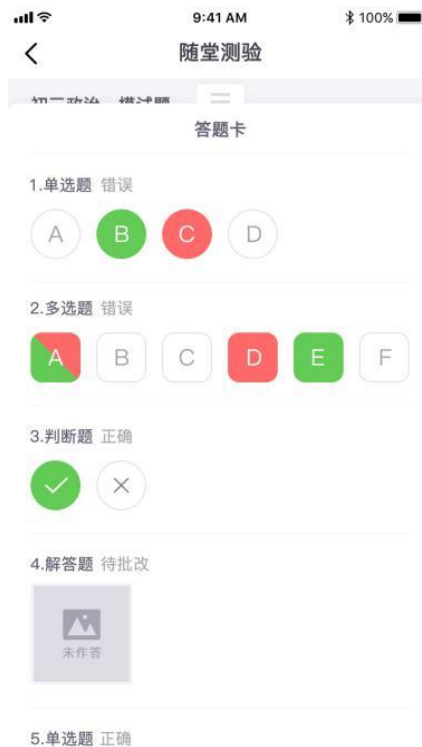 9:41 AM
100%
随堂测验
答题卡
1.单选题 错误
A B C D
2.多选题 错误
A B C D E F
3.判断题 正确
4.解答题 待批改
未作答
5.单选题 正确